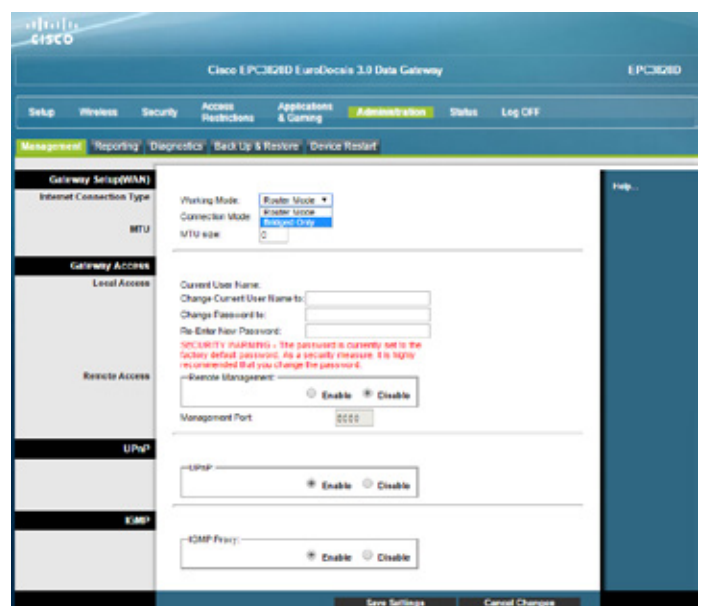 CISCO
Cisco EPC3828D EuroDocsis 3.0 Data Gateway
EPC3828D
Setup Wireless Security Access Restrictions Applications & Gaming Administration Status Log OFF
Management Reporting Diagnostics Back Up & Restore Device Restart
Gateway Setup(WAN)
Internet Connection Type
Working Mode: Router Mode
Router Mode
Connection Mode Bridged Only
MTU
MTU size: 0
Help...
Gateway Access
Local Access
Current User Name:
Change Current User Name to:
Change Password to:
Re-Enter New Password:
SECURITY WARNING - The password is currently set to the
factory default password. As a security measure, it is highly
recommended that you change the password.
Remote Access
Remote Management:
Enable Disable
Management Port
UPnP
UPnP
Enable Disable
IGMP
IGMP Proxy:
Enable Disable
Save Settings Cancel Changes